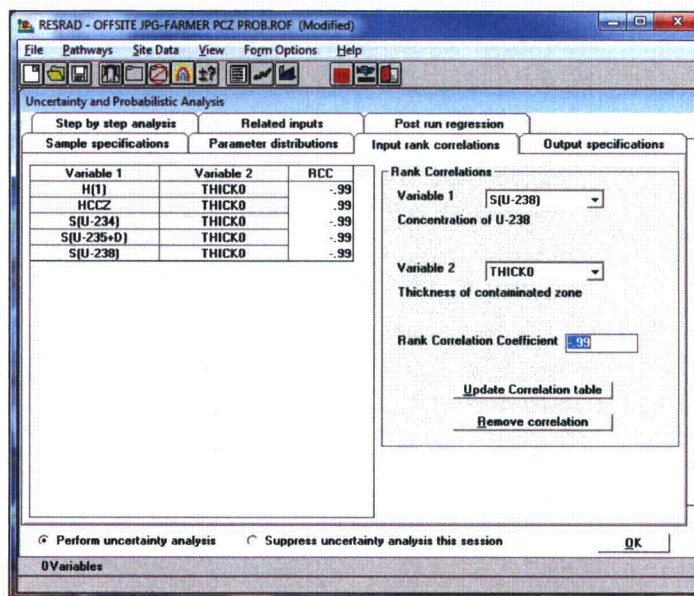 RESRAD - OFFSITE JPG-FARMER PCZ PROB.ROF (Modified)
File Pathways Site Data View Form Options Help
±?
Uncertainty and Probabilistic Analysis
Step by step analysis Related inputs Post run regression
Sample specifications Parameter distributions Input rank correlations Output specifications
Variable 1 Variable 2 RCC
H(1) THICK0 -.99
HCCZ THICK0 -.99
S(U-234) THICK0 -.99
S(U-235+D) THICK0 -.99
S(U-238) THICK0 -.99
Rank Correlations
Variable 1 S(U-238)
Concentration of U-238
Variable 2 THICK0
Thickness of contaminated zone
Rank Correlation Coefficient -.99
Update Correlation table
Remove correlation
Perform uncertainty analysis Suppress uncertainty analysis this session OK
0Variables